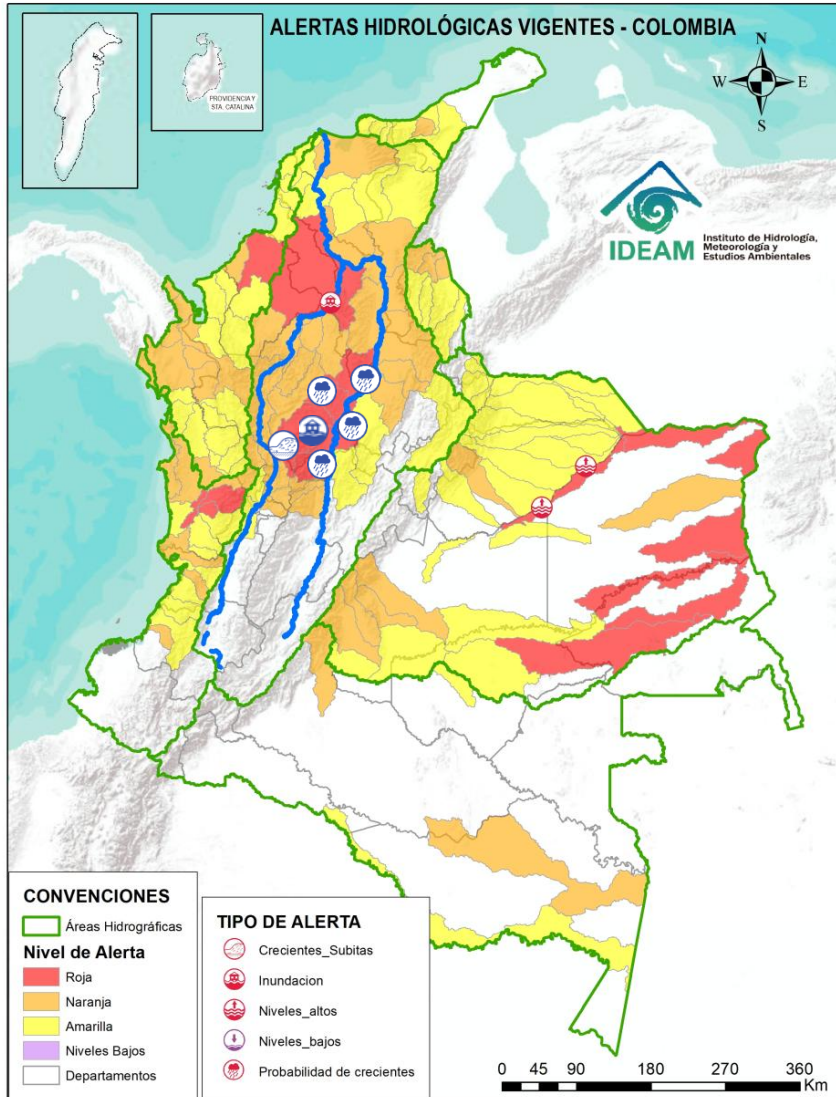 ALERTAS HIDROLÓGICAS VIGENTES - COLOMBIA
PROVIDENCIA Y
STA. CATALINA
N
W
E
S
IDEAM
Instituto de Hidrología,
Meteorología y
Estudios Ambientales
CONVENCIONES
Áreas Hidrográficas
Nivel de Alerta
Roja
Naranja
Amarilla
Niveles Bajos
Departamentos
TIPO DE ALERTA
Crecientes_Subitas
Inundacion
Niveles_altos
Niveles_bajos
Probabilidad de crecientes
0 45 90 180 270 360
Km